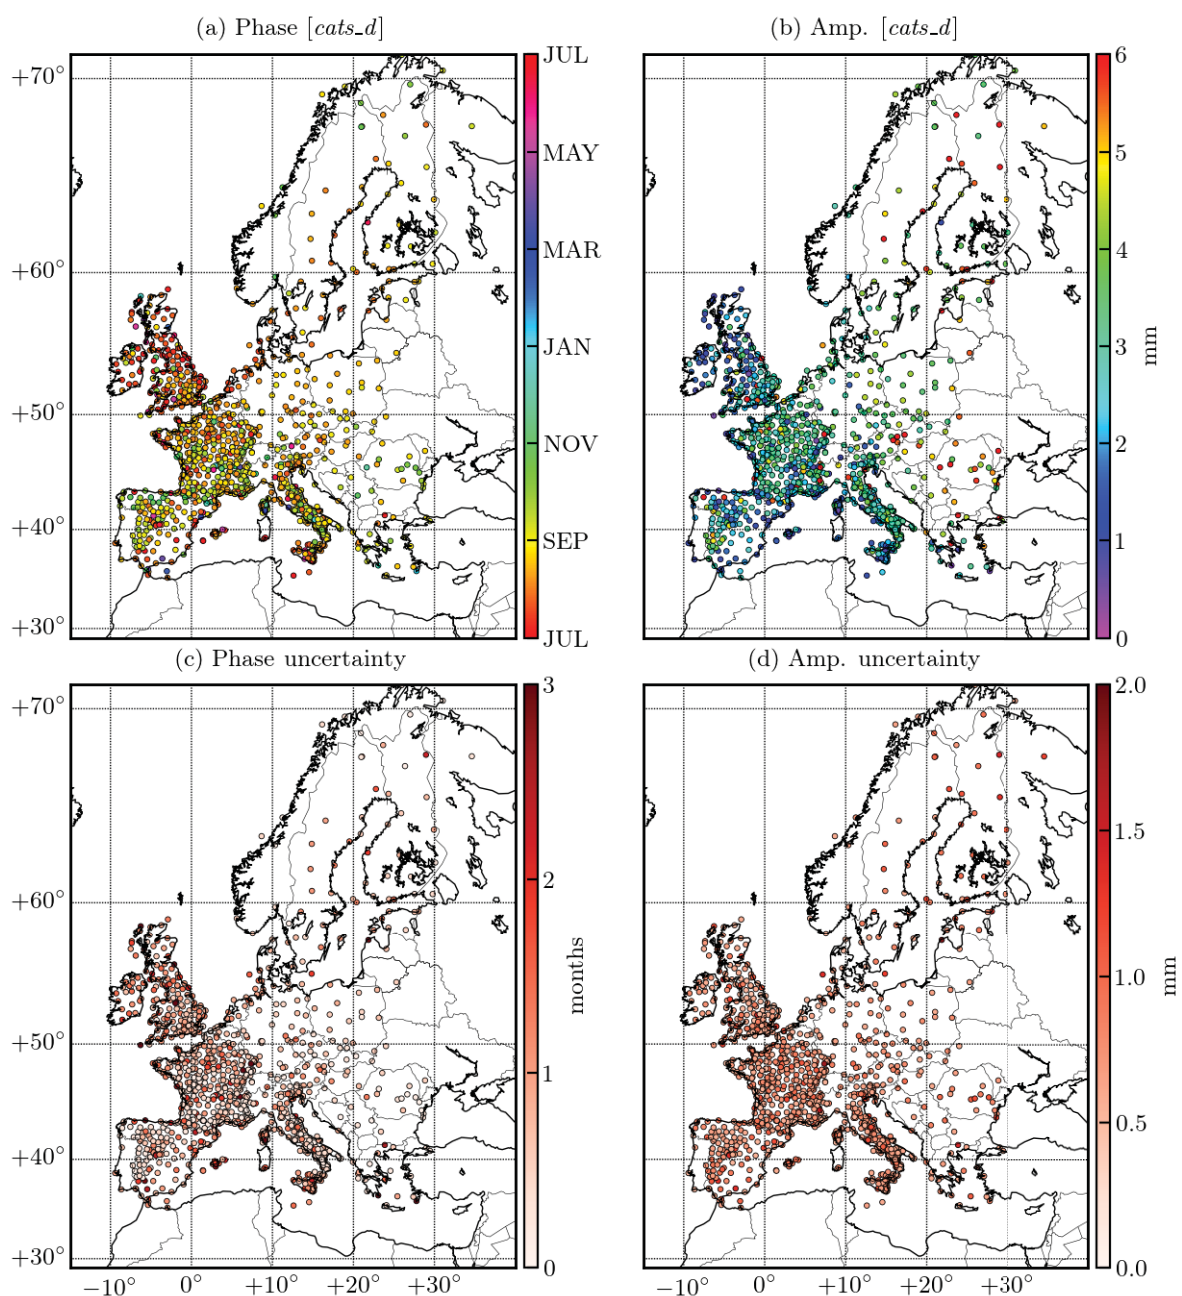 (a) Phase [cats_d]
(b) Amp. [cats_d]
+70°
+60°
+50°
+40°
+30°
JUL
MAY
MAR
JAN
NOV
SEP
JUL
6
5
4
3
2
1
0
mm
(c) Phase uncertainty
(d) Amp. uncertainty
+70°
+60°
+50°
+40°
+30°
−10°
0°
+10°
+20°
+30°
3
2
1
0
months
−10°
0°
+10°
+20°
+30°
2.0
1.5
1.0
0.5
0.0
mm